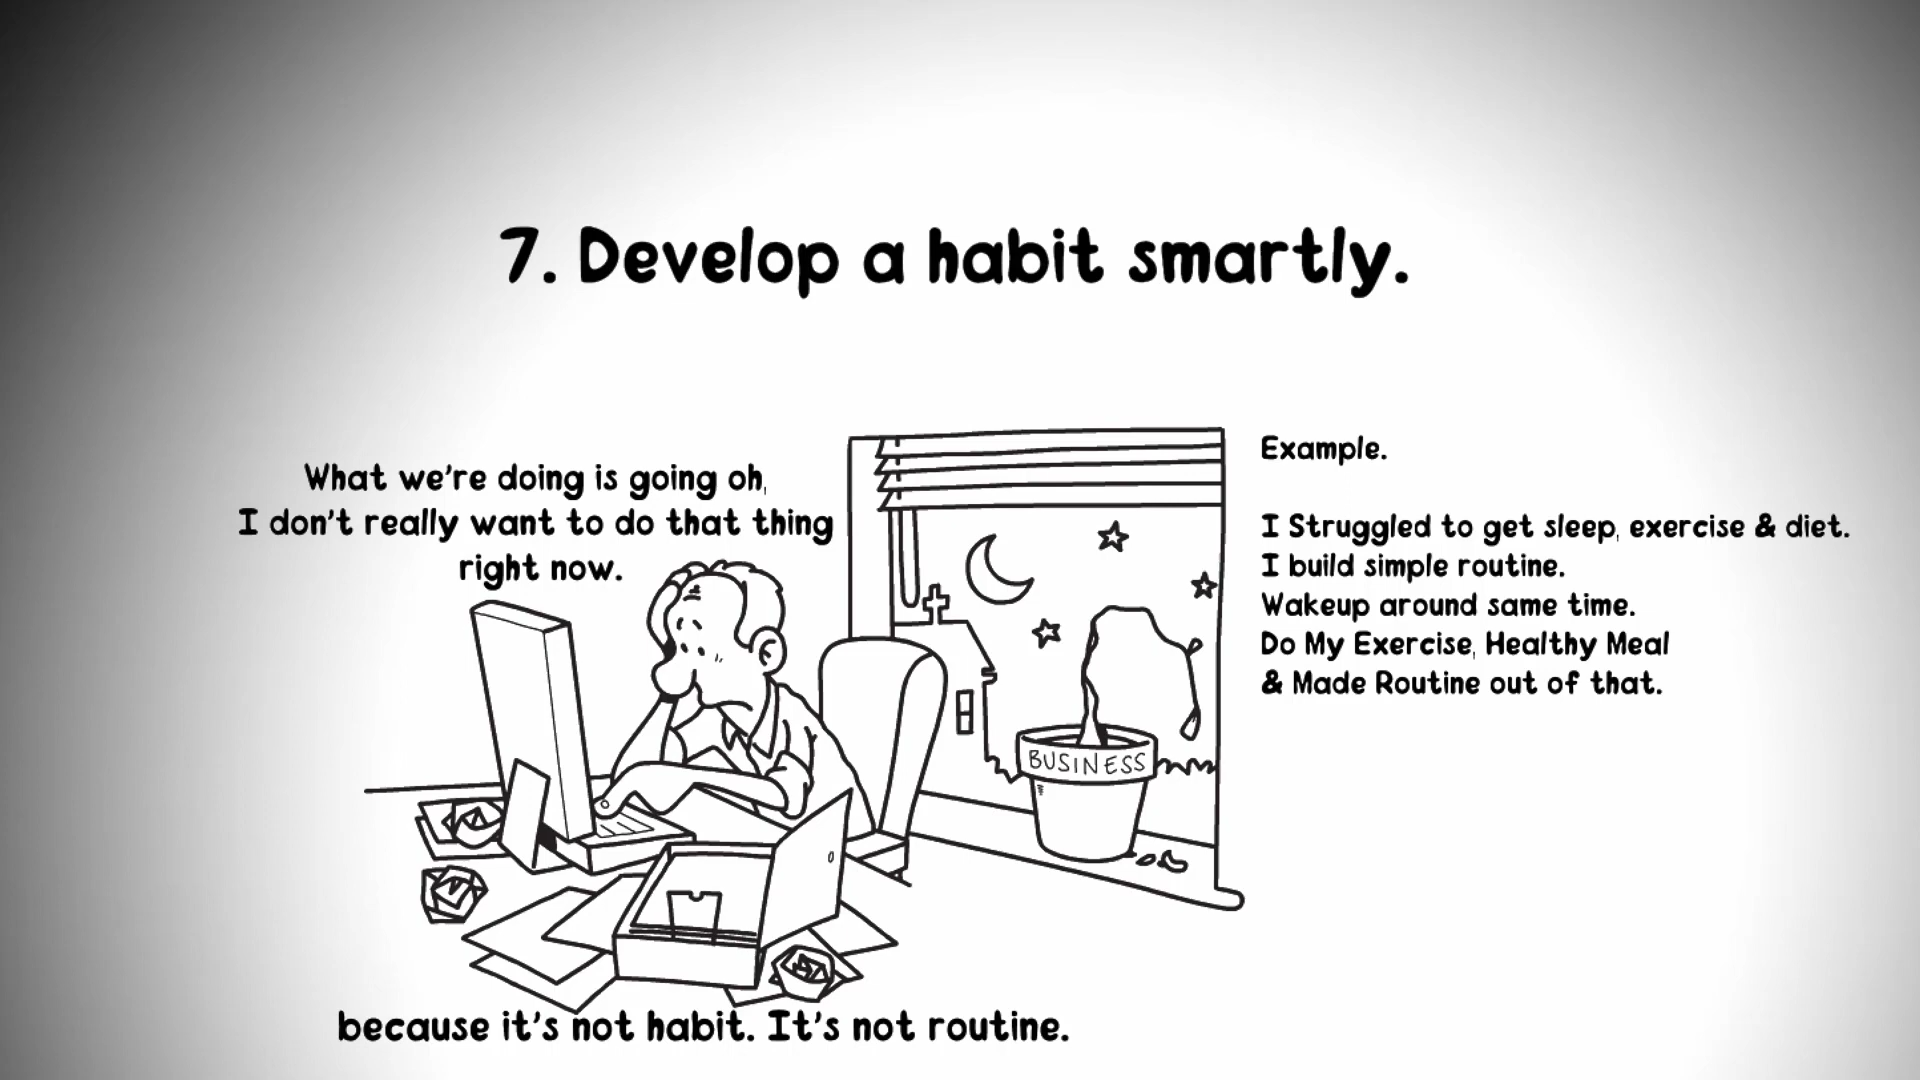 7. Develop a habit smartly.
What we're doing is going oh,
I don't really want to do that thing
right now.
Example.
I Struggled to get sleep, exercise & diet.
I build simple routine.
Wakeup around same time.
Do My Exercise, Healthy Meal
& Made Routine out of that.
BUSINESS
because it's not habit. It's not routine.